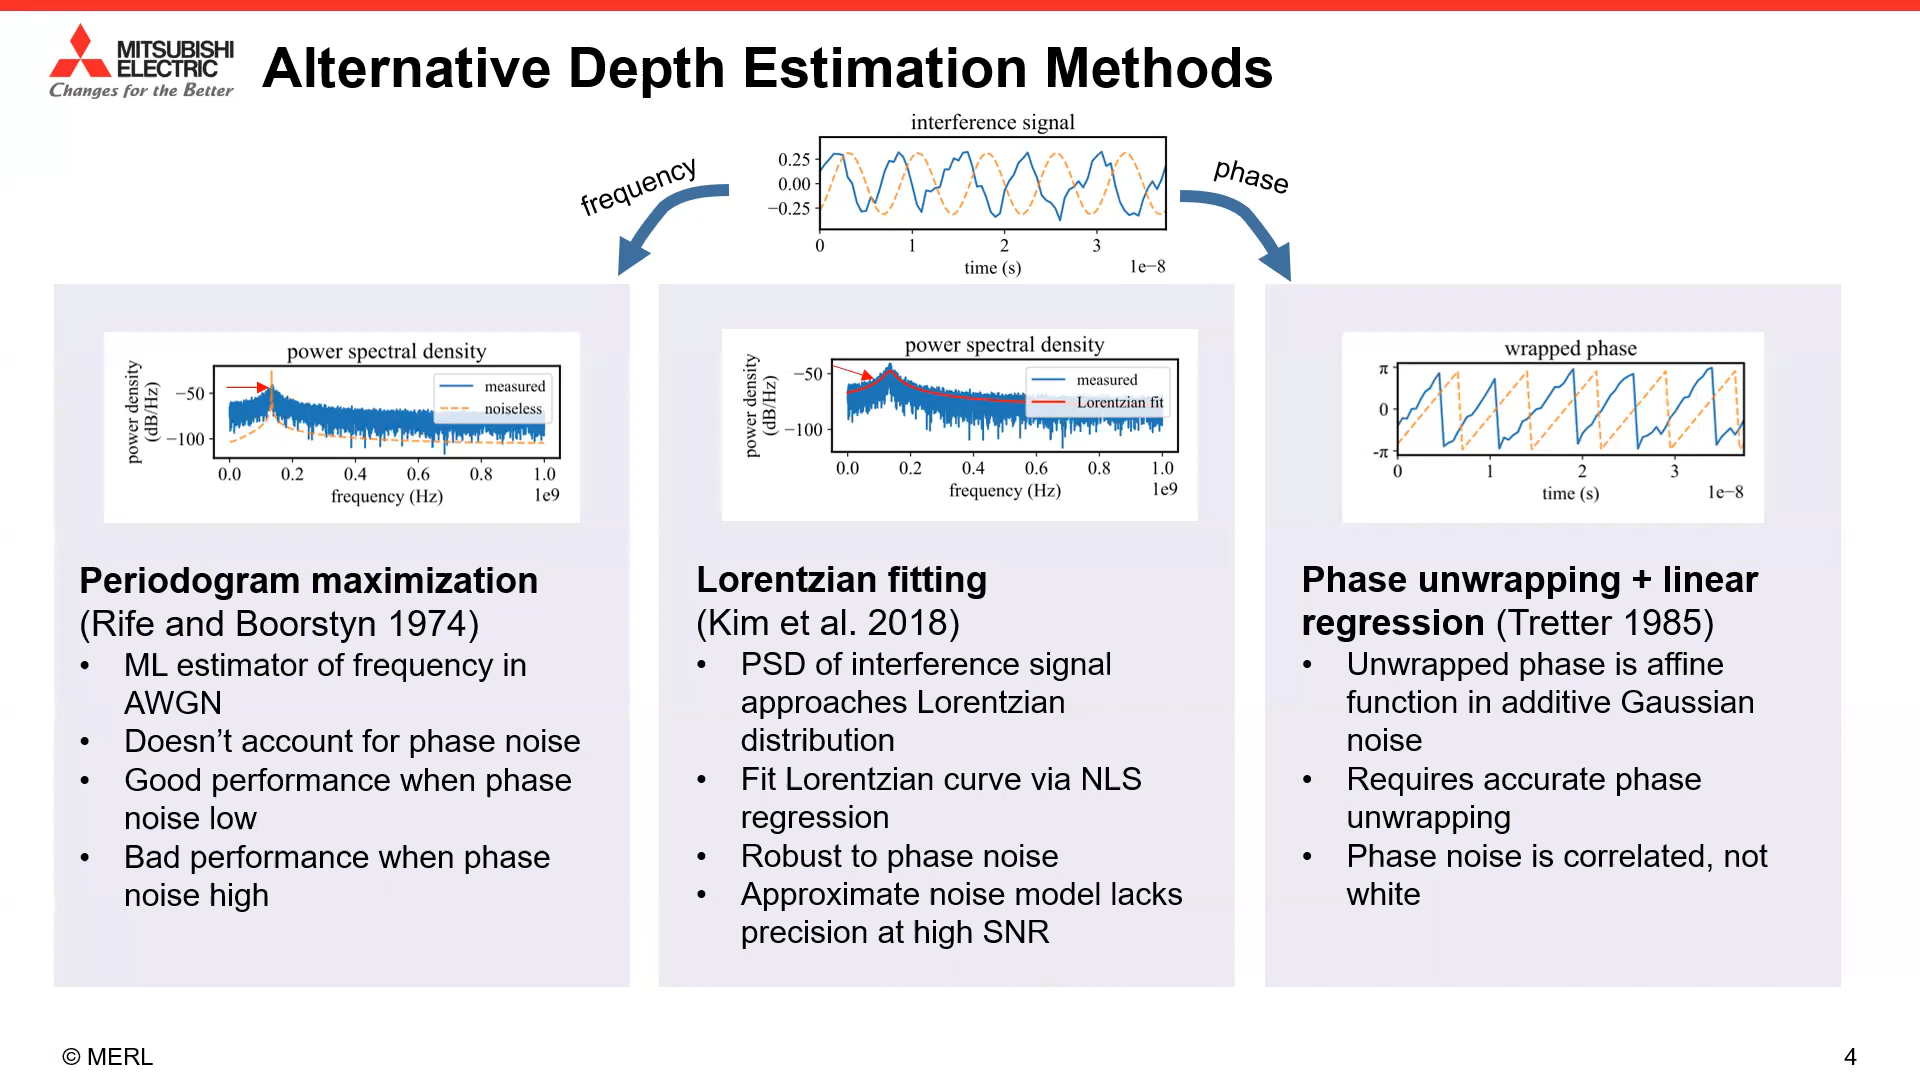 MITSUBISHI
ELECTRIC
Changes for the Better
Alternative Depth Estimation Methods
interference signal
frequency
phase
0.25
0.00
−0.25
0 1 2 3
time (s) 1e−8
power spectral density
power density
(dB/Hz)
−50
−100
measured
noiseless
0.0 0.2 0.4 0.6 0.8 1.0
frequency (Hz) 1e9
Periodogram maximization
(Rife and Boorstyn 1974)
• ML estimator of frequency in
AWGN
• Doesn’t account for phase noise
• Good performance when phase
noise low
• Bad performance when phase
noise high
power spectral density
power density
(dB/Hz)
−50
−100
measured
Lorentzian fit
0.0 0.2 0.4 0.6 0.8 1.0
frequency (Hz) 1e9
Lorentzian fitting
(Kim et al. 2018)
• PSD of interference signal
approaches Lorentzian
distribution
• Fit Lorentzian curve via NLS
regression
• Robust to phase noise
• Approximate noise model lacks
precision at high SNR
wrapped phase
π
0
-π
0 1 2 3
time (s) 1e−8
Phase unwrapping + linear
regression (Tretter 1985)
• Unwrapped phase is affine
function in additive Gaussian
noise
• Requires accurate phase
unwrapping
• Phase noise is correlated, not
white
© MERL
4